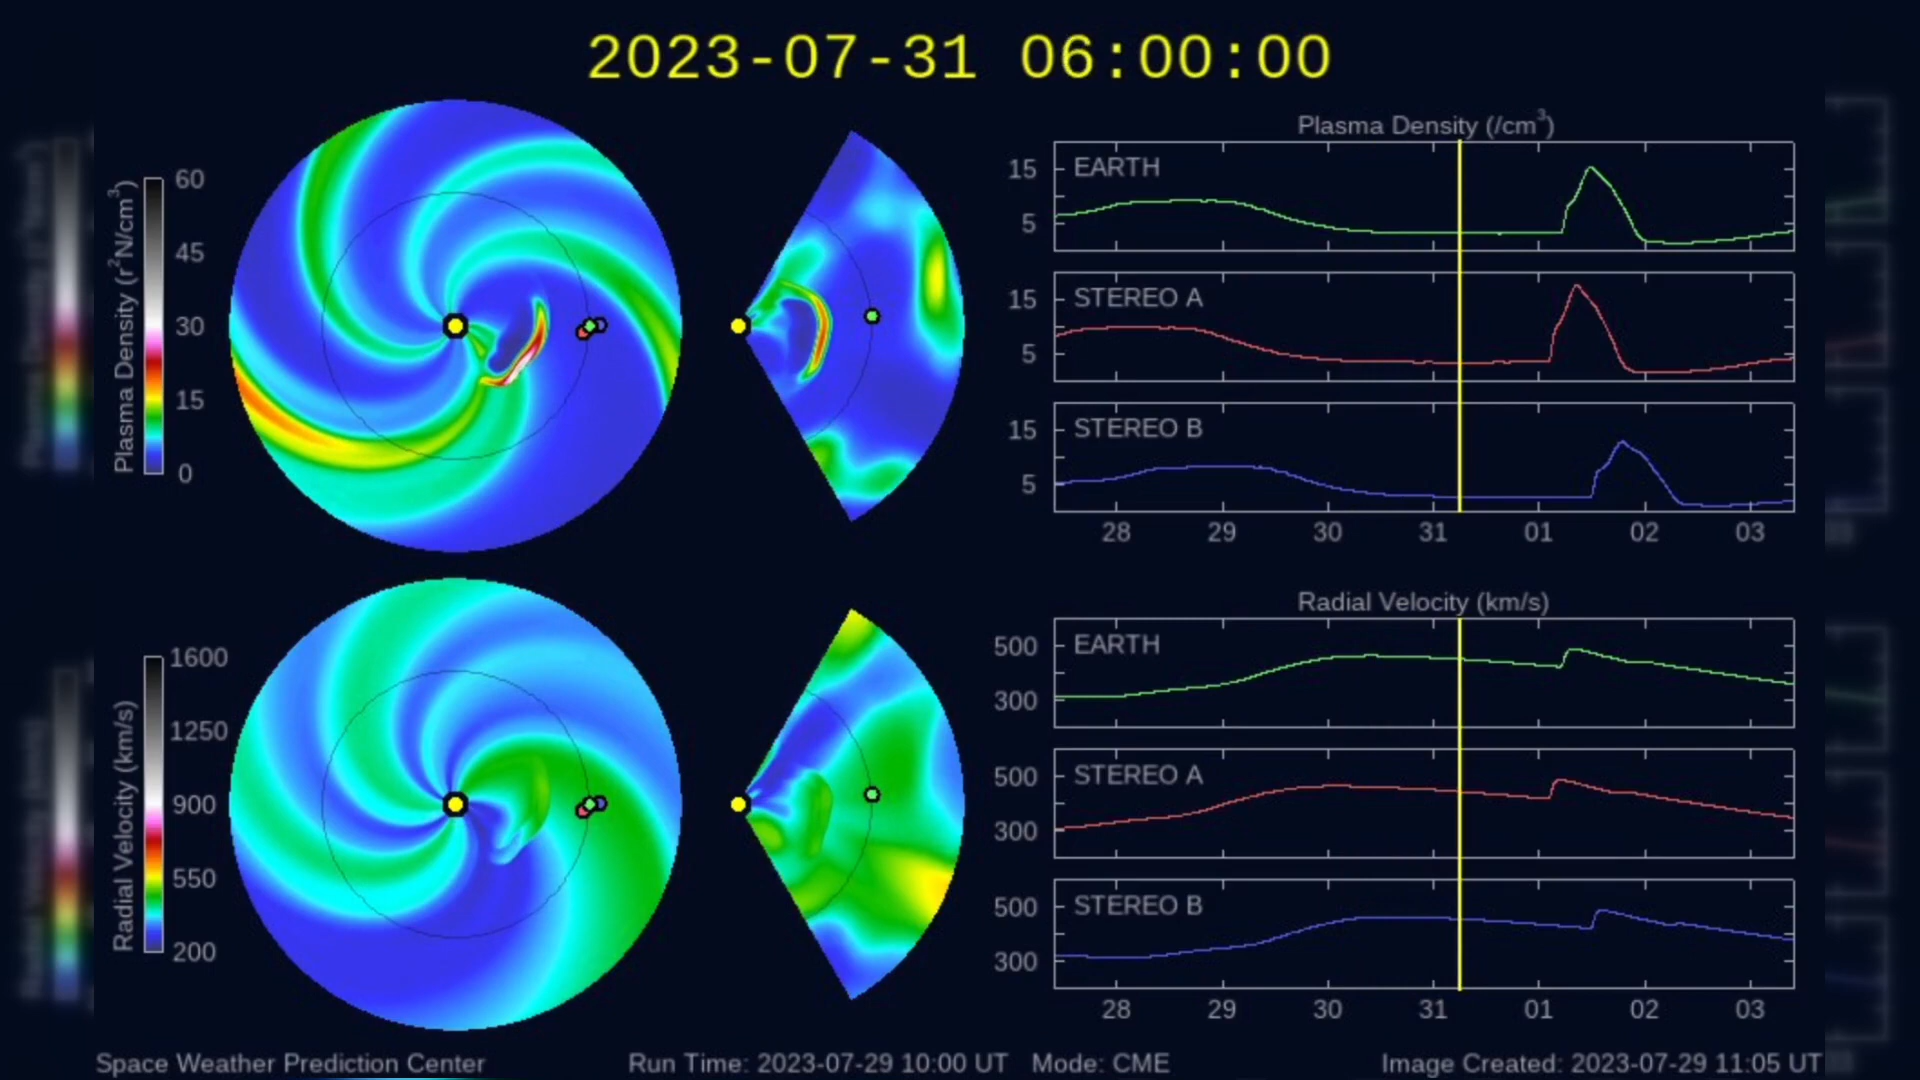 2023-07-31 06:00:00
Plasma Density (r²N/cm³)
60
45
30
15
0
Plasma Density (/cm³)
EARTH
15
5
STEREO A
15
5
STEREO B
15
5
28 29 30 31 01 02 03
Radial Velocity (km/s)
1600
1250
900
550
200
Radial Velocity (km/s)
EARTH
500
300
STEREO A
500
300
STEREO B
500
300
28 29 30 31 01 02 03
Space Weather Prediction Center
Run Time: 2023-07-29 10:00 UT Mode: CME
Image Created: 2023-07-29 11:05 UT